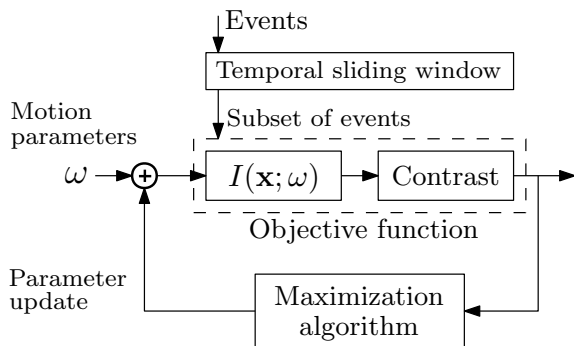 Events
Temporal sliding window
Subset of events
Motion
parameters
ω
I(x; ω)
Contrast
Objective function
Parameter
update
Maximization
algorithm